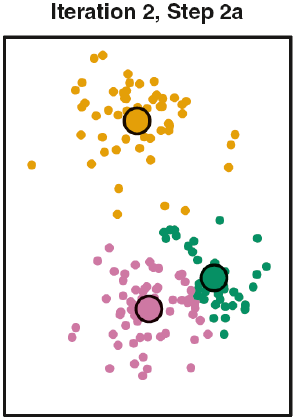 Iteration 2, Step 2a